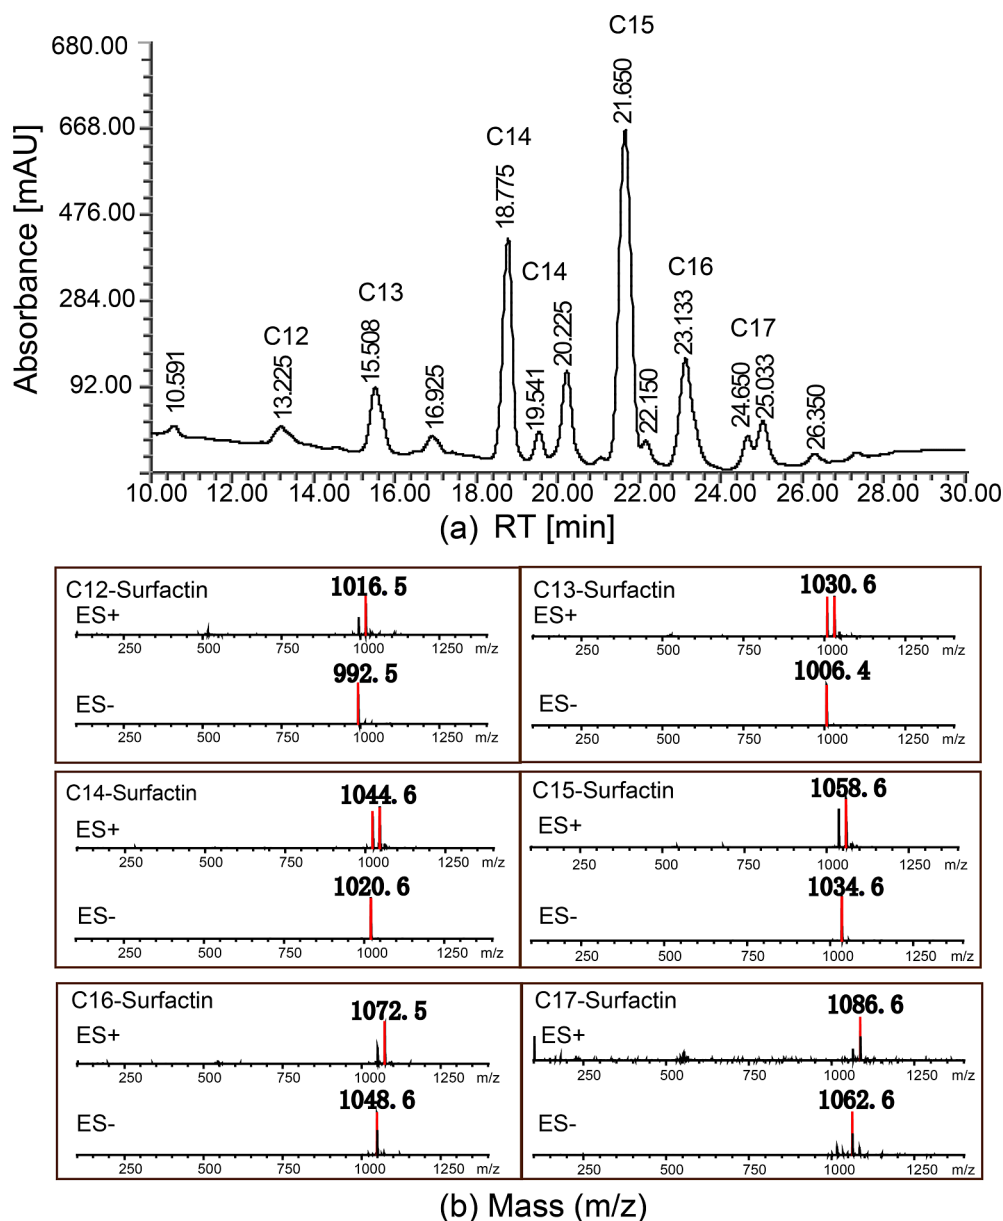 C15
680.00
21.650
668.00
C14
18.775
476.00
Absorbance [mAU]
C14
C16
284.00
C13
20.225
23.133
C12
C17
15.508
92.00
10.591
13.225
16.925
19.541
22.150
24.650
25.033
26.350
10.00 12.00 14.00 16.00 18.00 20.00 22.00 24.00 26.00 28.00 30.00
(a) RT [min]
C12-Surfactin
1016.5
ES+
250 500 750 1000 1250 m/z
992.5
ES-
250 500 750 1000 1250 m/z
C13-Surfactin
1030.6
ES+
250 500 750 1000 1250 m/z
1006.4
ES-
250 500 750 1000 1250 m/z
C14-Surfactin
1044.6
ES+
250 500 750 1000 1250 m/z
1020.6
ES-
250 500 750 1000 1250 m/z
C15-Surfactin
1058.6
ES+
250 500 750 1000 1250 m/z
1034.6
ES-
250 500 750 1000 1250 m/z
C16-Surfactin
1072.5
ES+
250 500 750 1000 1250 m/z
1048.6
ES-
250 500 750 1000 1250 m/z
C17-Surfactin
1086.6
ES+
250 500 750 1000 1250 m/z
1062.6
ES-
250 500 750 1000 1250 m/z
(b) Mass (m/z)